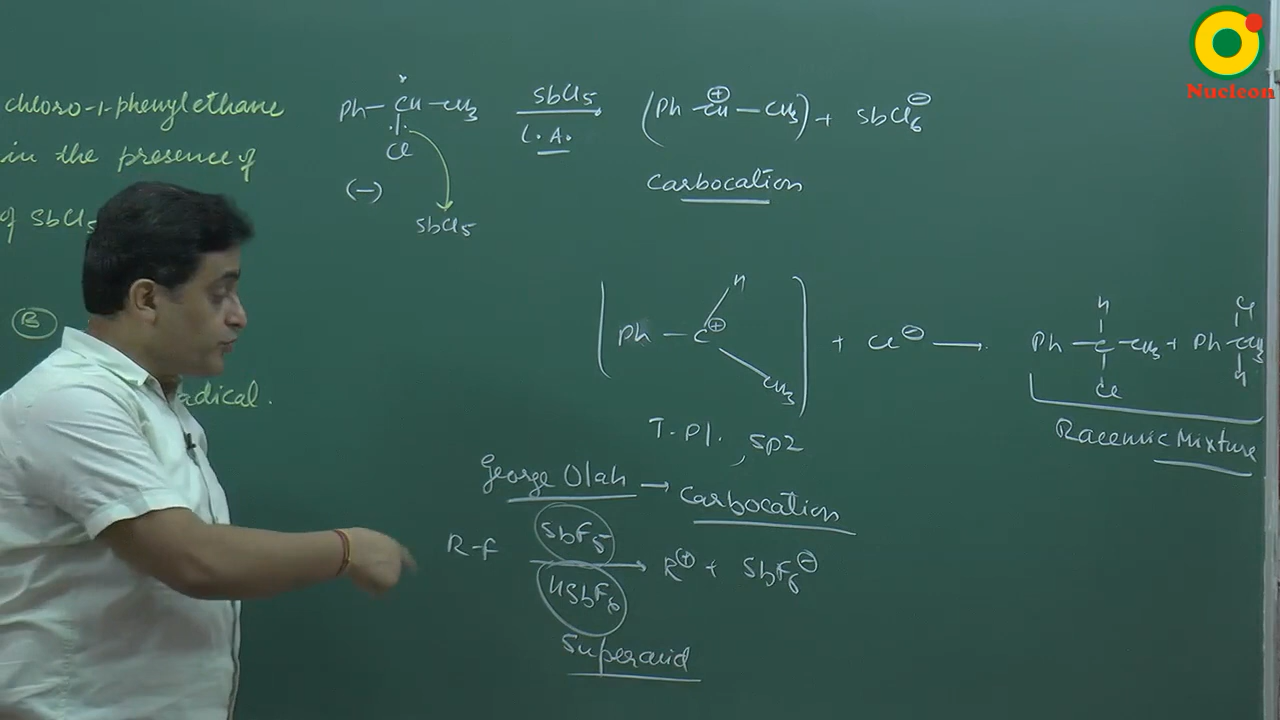 Nucleon
chloro-1-phenylethane
in the presence of
of SbCl5
B
radical.
* 
Ph-CH-CH3 SbCl5 L.A. (Ph CH⊕-CH3) + SbCl6⊖
Cl
(-)
SbCl5
Carbocation
[Ph-C⊕ H CH3] + Cl⊖ → Ph-C-CH3 + Ph-C-CH3
H Cl
Cl H
T.Pl., sp2
Racemic Mixture
George Olah → Carbocation
R-F SbF5 HSbF6 → R⊕ + SbF6⊖
Superacid